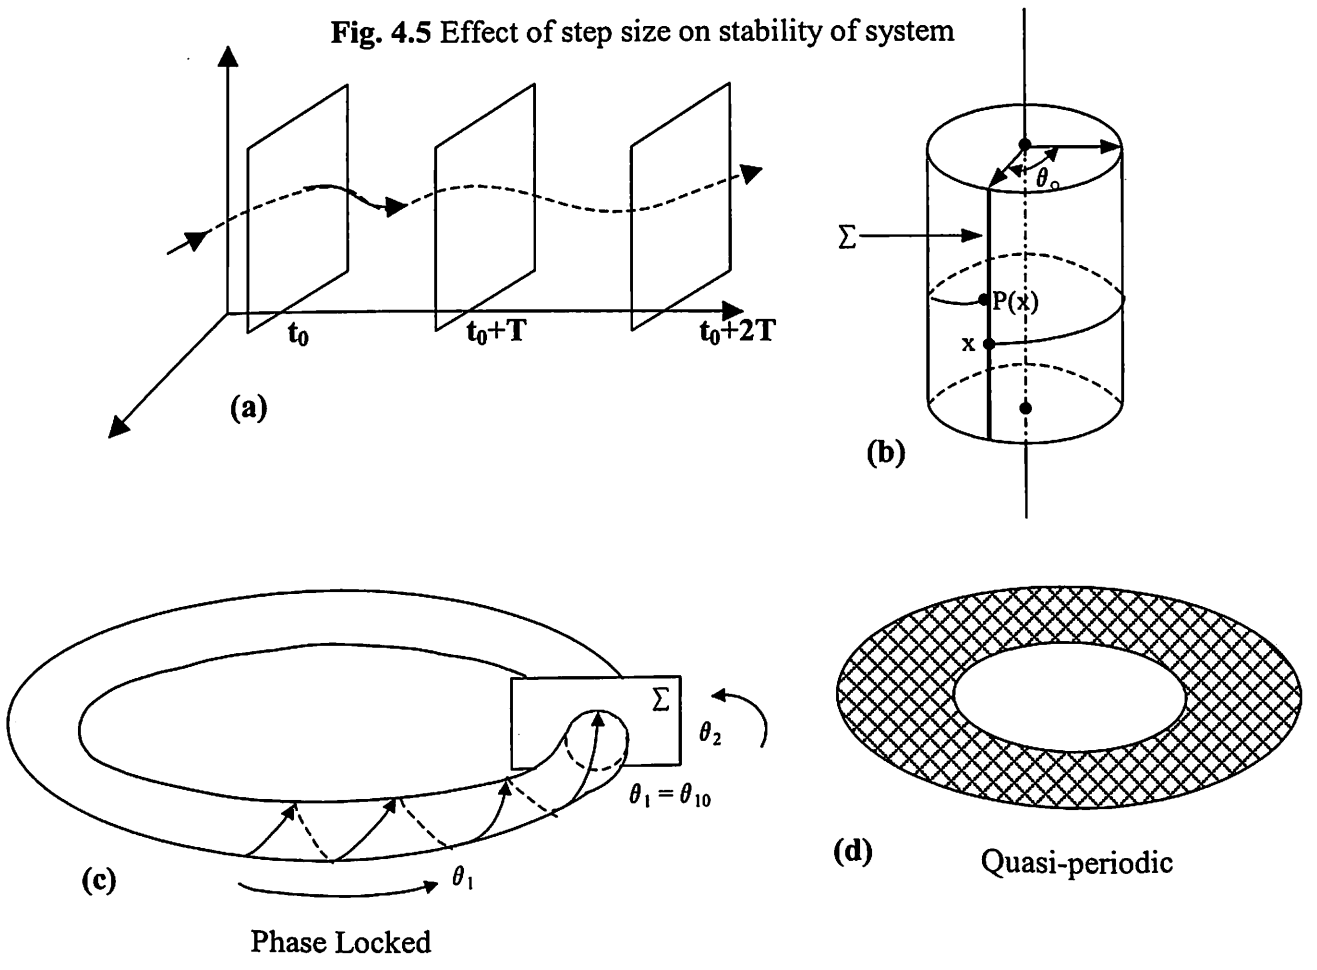 Fig. 4.5 Effect of step size on stability of system
t₀ t₀+T t₀+2T
(a)
θ₀
Σ
P(x)
x
(b)
Σ
θ₂
θ₁ = θ₁₀
θ₁
(c)
Phase Locked
(d)
Quasi-periodic